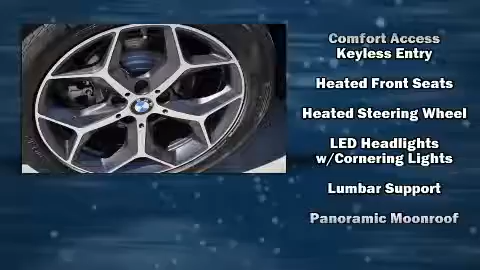 Comfort Access
Keyless Entry
Heated Front Seats
Heated Steering Wheel
LED Headlights
w/Cornering Lights
Lumbar Support
Panoramic Moonroof